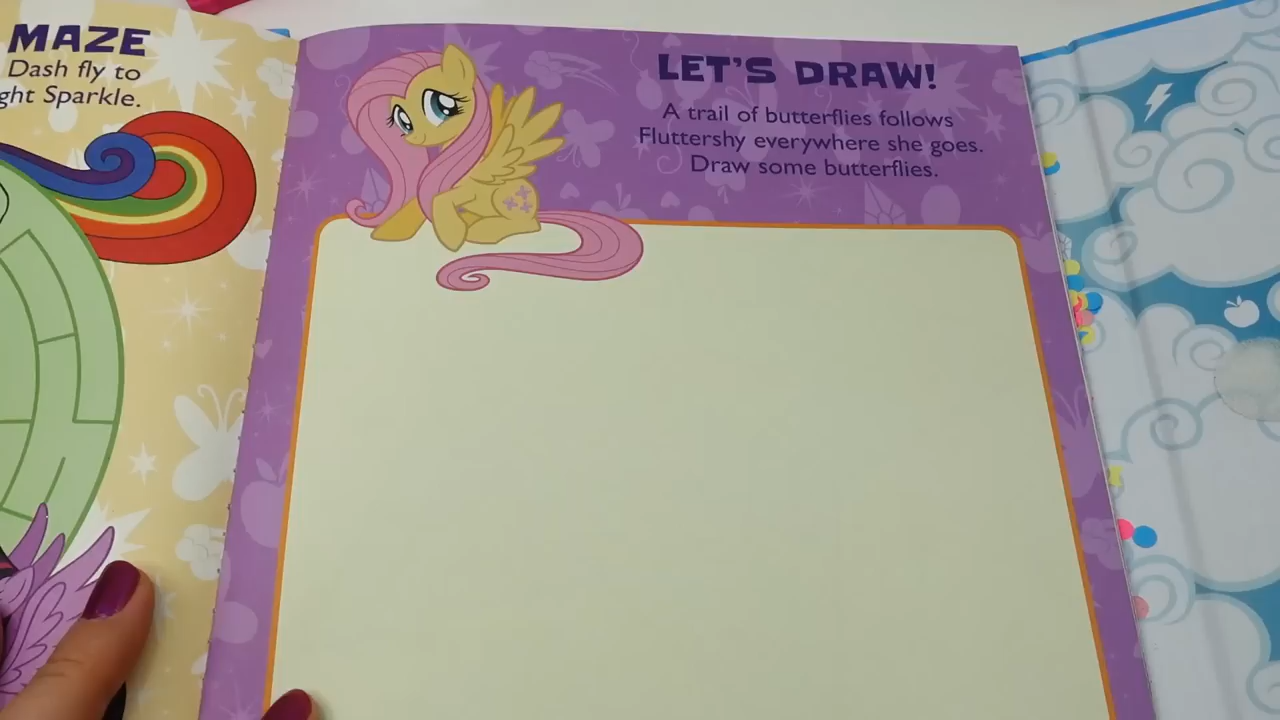 MAZE
Dash fly to
ght Sparkle.
LET'S DRAW!
A trail of butterflies follows
Fluttershy everywhere she goes.
Draw some butterflies.